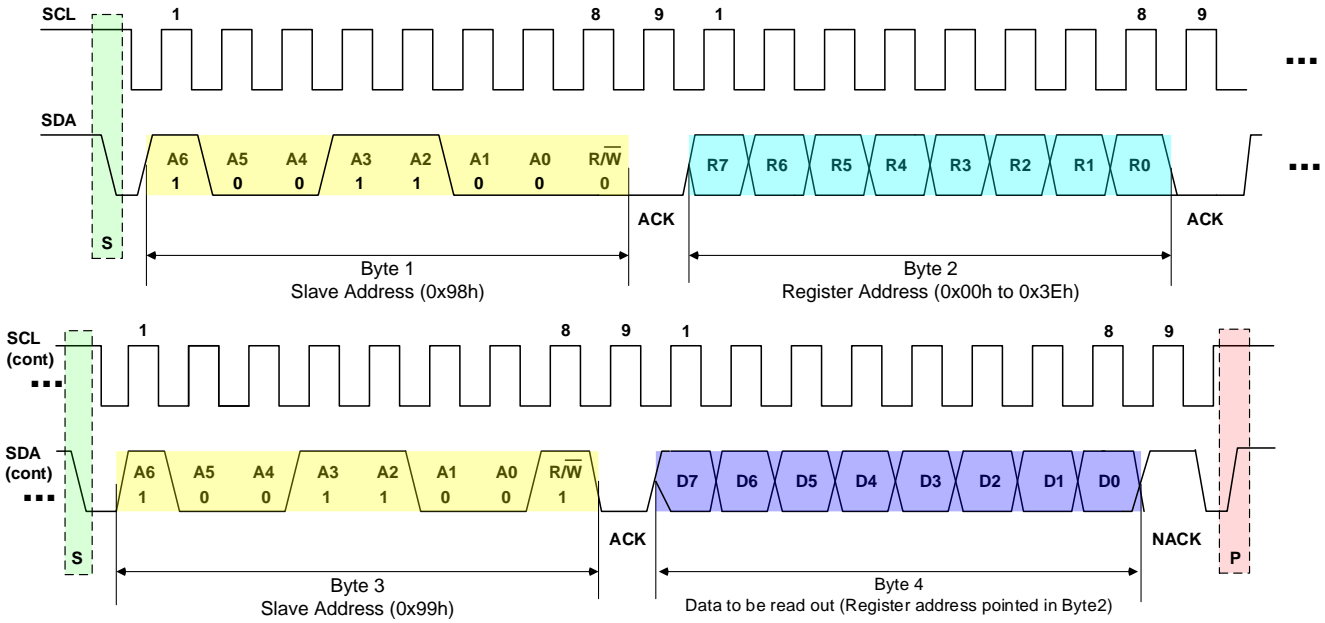 SCL 1 8 9 1 8 9
...
SDA
A6 A5 A4 A3 A2 A1 A0 R/W R7 R6 R5 R4 R3 R2 R1 R0
1 0 0 1 1 0 0 0
...
S ACK ACK
Byte 1 Byte 2
Slave Address (0x98h) Register Address (0x00h to 0x3Eh)
SCL 1 8 9 1 8 9
(cont)
...
SDA
(cont) A6 A5 A4 A3 A2 A1 A0 R/W D7 D6 D5 D4 D3 D2 D1 D0
... 1 0 0 1 1 0 0 1
S ACK NACK P
Byte 3 Byte 4
Slave Address (0x99h) Data to be read out (Register address pointed in Byte2)